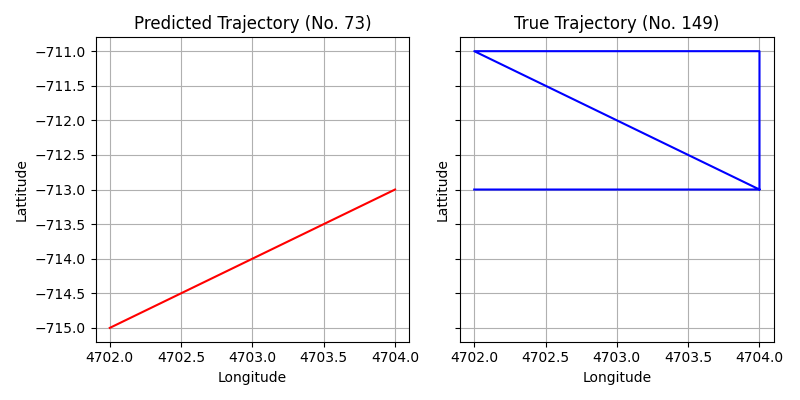 Predicted Trajectory (No. 73)
True Trajectory (No. 149)
−711.0
−711.5
−712.0
−712.5
−713.0
−713.5
−714.0
−714.5
−715.0
Lattitude
Lattitude
4702.0 4702.5 4703.0 4703.5 4704.0
4702.0 4702.5 4703.0 4703.5 4704.0
Longitude
Longitude